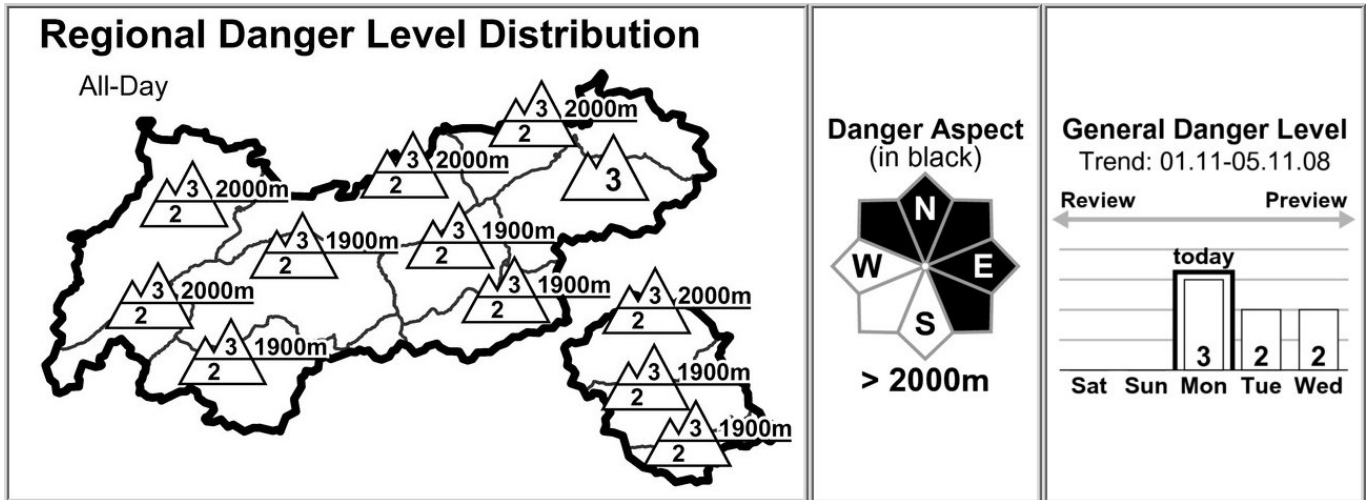 Regional Danger Level Distribution
All-Day
3 2000m
2
3
3 2000m
2
3 2000m
2
3 1900m
2
3 1900m
2
3 2000m
2
3 1900m
2
3 1900m
2
3 2000m
2
3 1900m
2
3 1900m
2
Danger Aspect
(in black)
N
W E
S
> 2000m
General Danger Level
Trend: 01.11-05.11.08
Review Preview
today
3 2 2
Sat Sun Mon Tue Wed